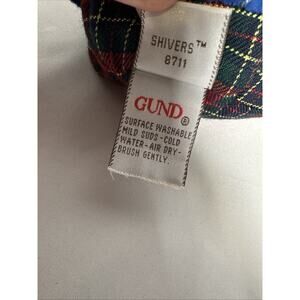 SHIVERS™
8711
GUND®
SURFACE WASHABLE
MILD SUDS-COLD
WATER-AIR DRY-
BRUSH GENTLY.